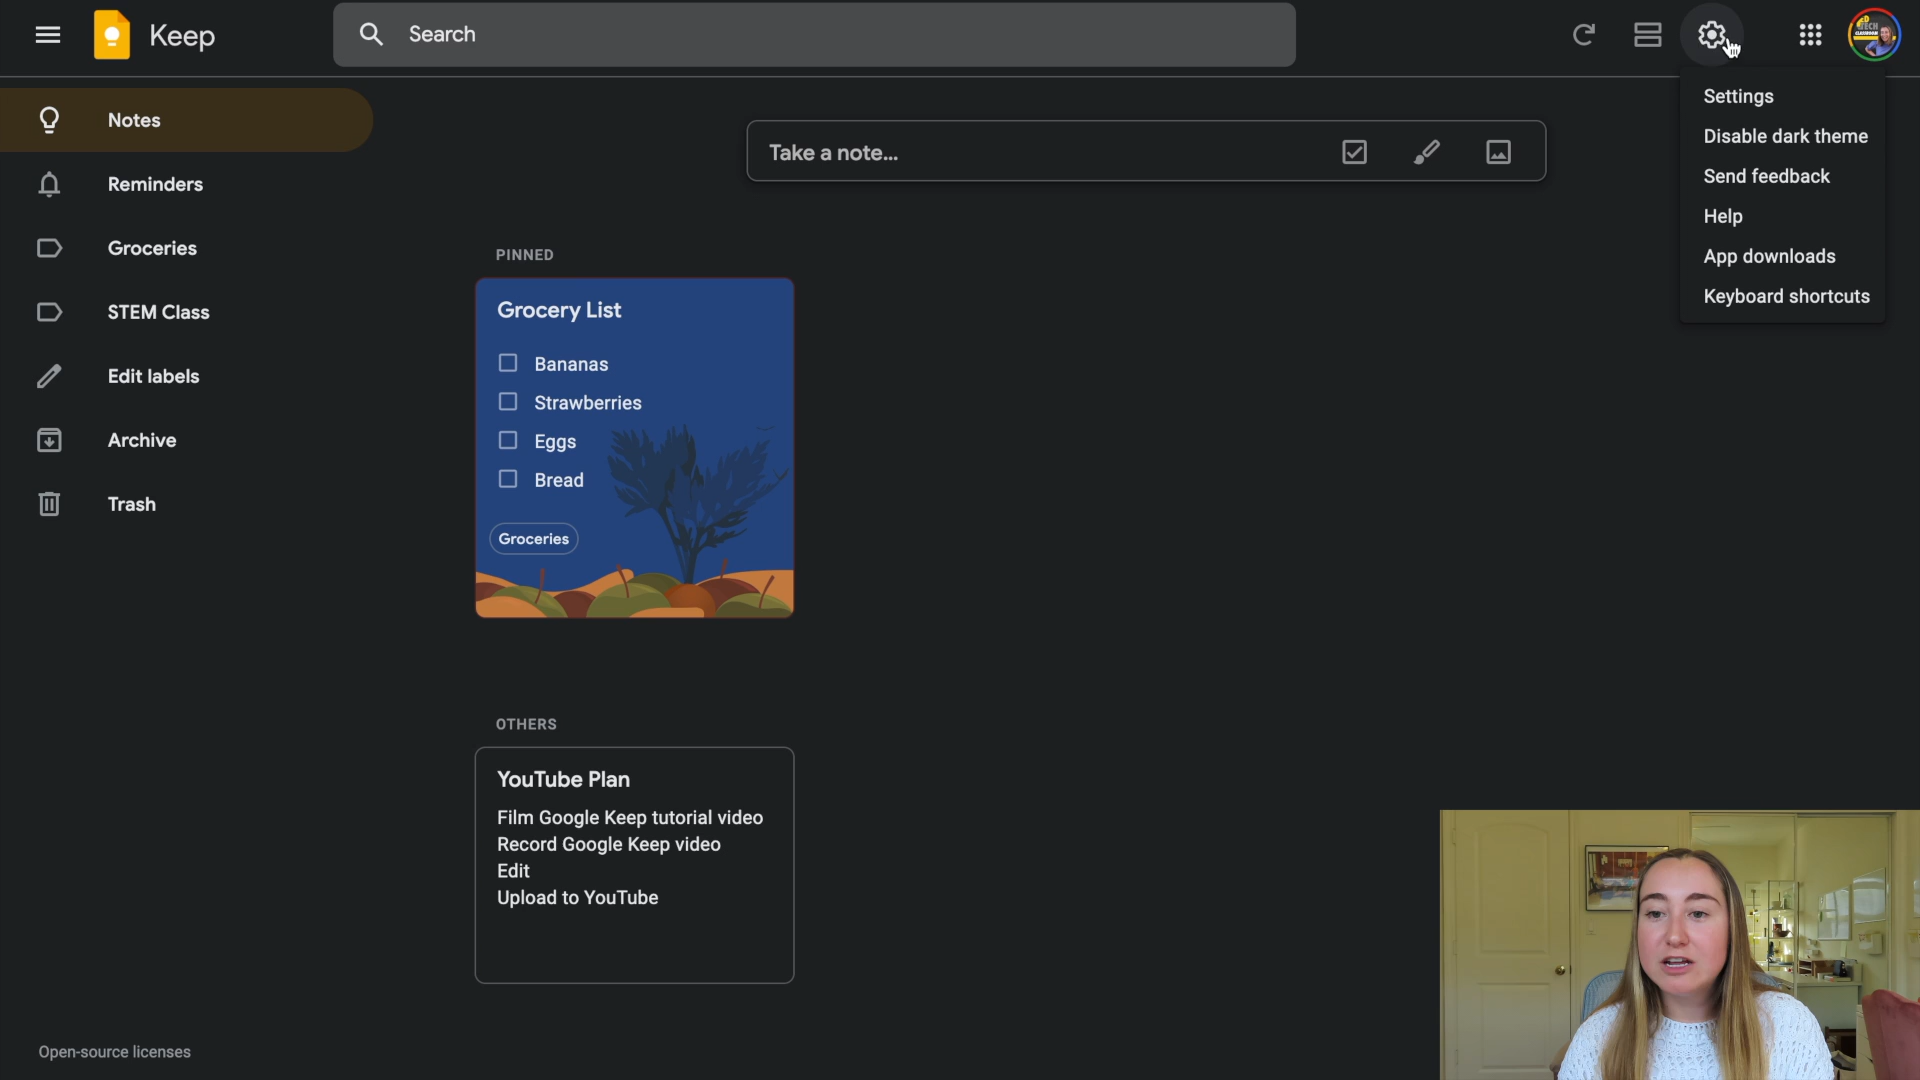 Keep
Search
Notes
Reminders
Groceries
STEM Class
Edit labels
Archive
Trash
Open-source licenses
Take a note...
PINNED
Grocery List
Bananas
Strawberries
Eggs
Bread
Groceries
OTHERS
YouTube Plan
Film Google Keep tutorial video
Record Google Keep video
Edit
Upload to YouTube
Settings
Disable dark theme
Send feedback
Help
App downloads
Keyboard shortcuts